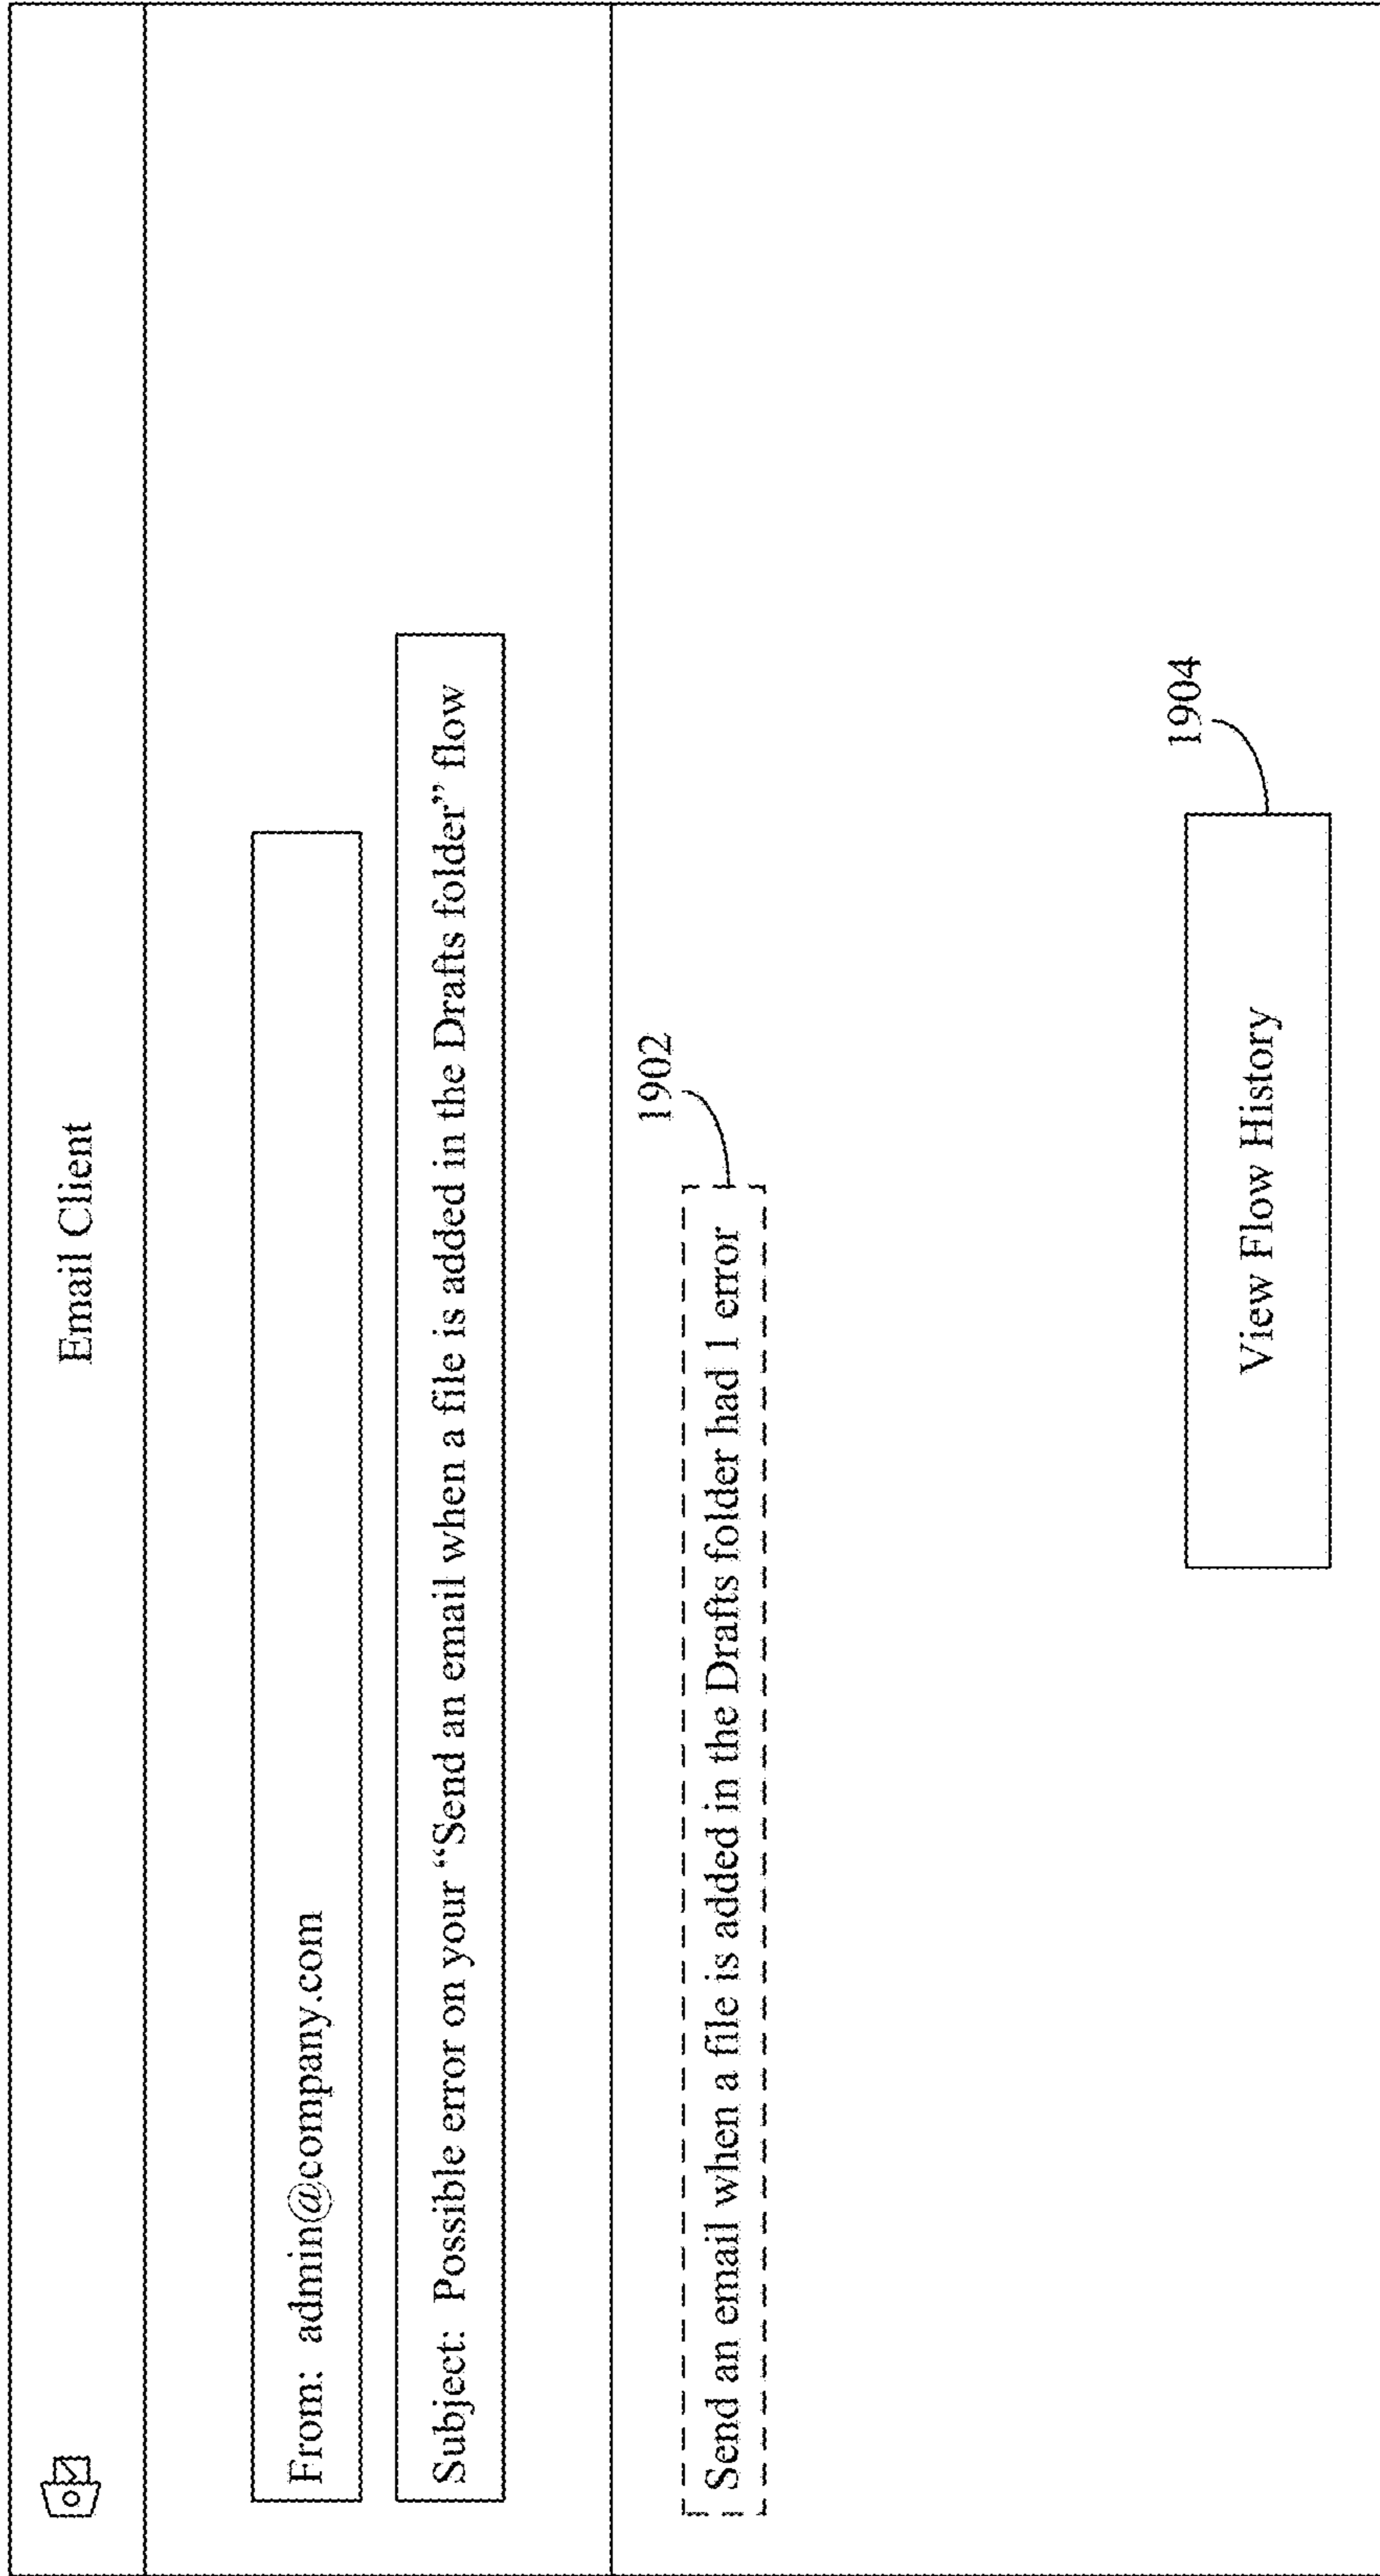 Email Client
From: admin@company.com
Subject: Possible error on your “Send an email when a file is added in the Drafts folder” flow
1902
Send an email when a file is added in the Drafts folder had 1 error
1904
View Flow History